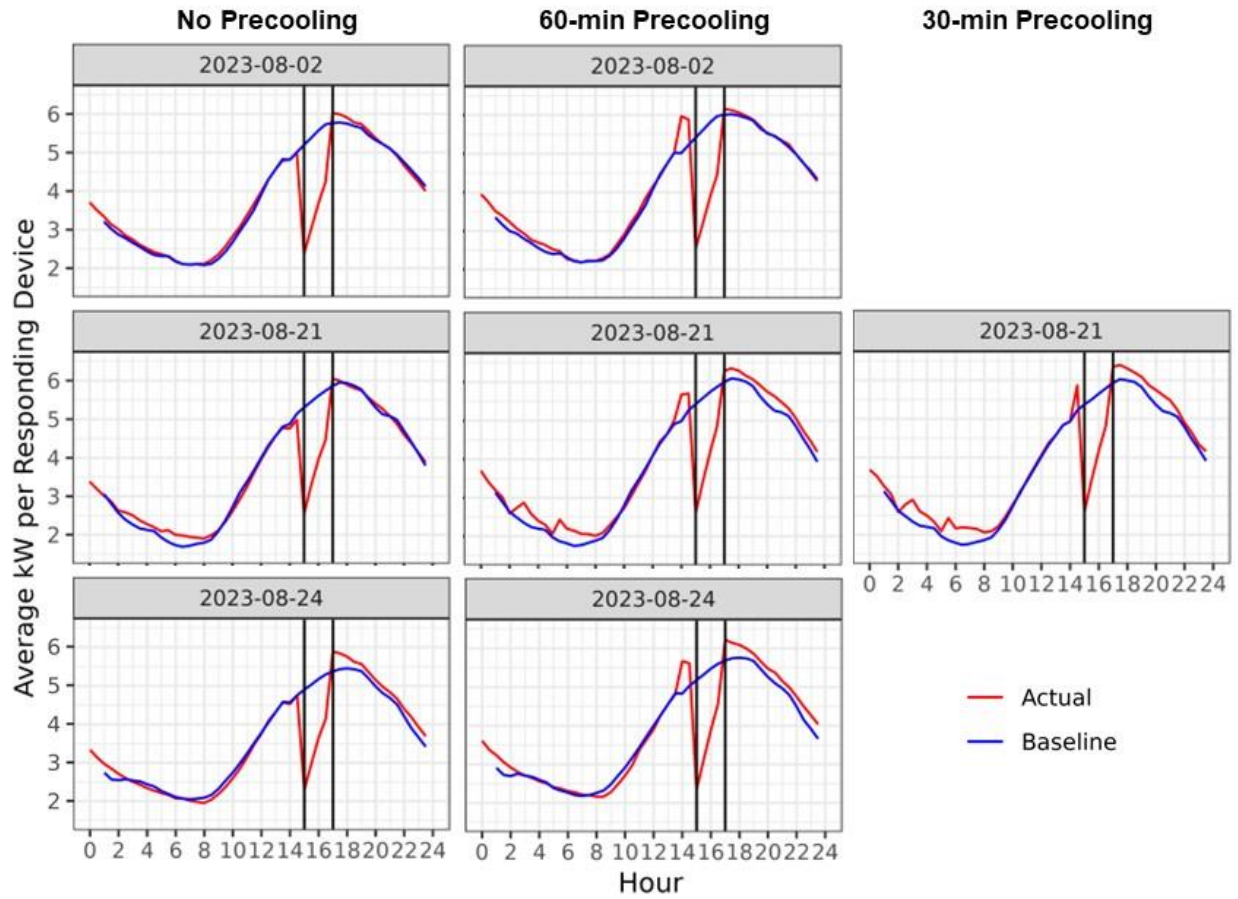 No Precooling
60-min Precooling
30-min Precooling
2023-08-02
2023-08-02
6
5
4
3
2
2023-08-21
2023-08-21
2023-08-21
6
5
4
3
2
0 2 4 6 8 10 12 14 16 18 20 22 24
2023-08-24
2023-08-24
6
5
4
3
2
0 2 4 6 8 10 12 14 16 18 20 22 24
0 2 4 6 8 10 12 14 16 18 20 22 24
Average kW per Responding Device
Hour
Actual
Baseline